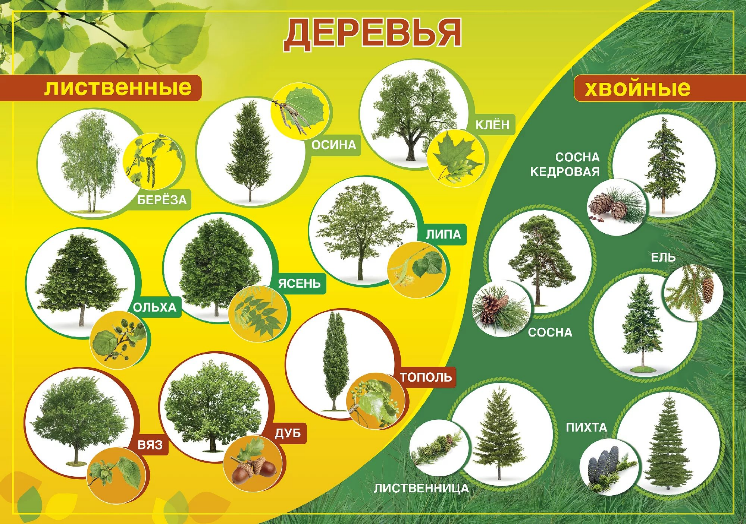 ДЕРЕВЬЯ
лиственные
хвойные
БЕРЁЗА
ОСИНА
КЛЁН
ОЛЬХА
ЯСЕНЬ
ЛИПА
ВЯЗ
ДУБ
ТОПОЛЬ
СОСНА
КЕДРОВАЯ
СОСНА
ЕЛЬ
ЛИСТВЕННИЦА
ПИХТА